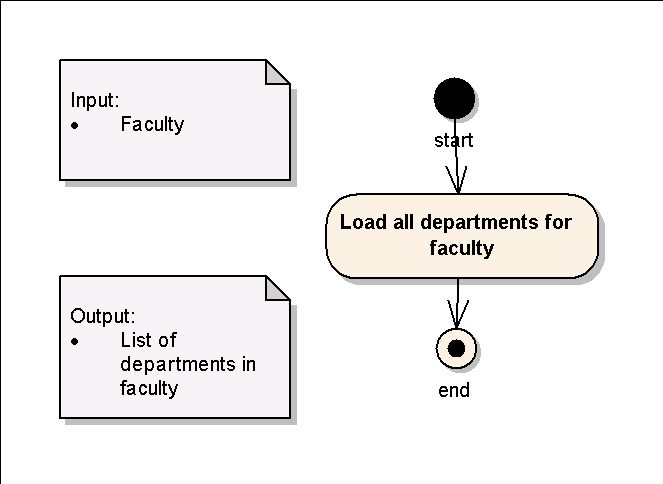 Input:
• Faculty
start
Load all departments for
faculty
Output:
• List of
departments in
faculty
end